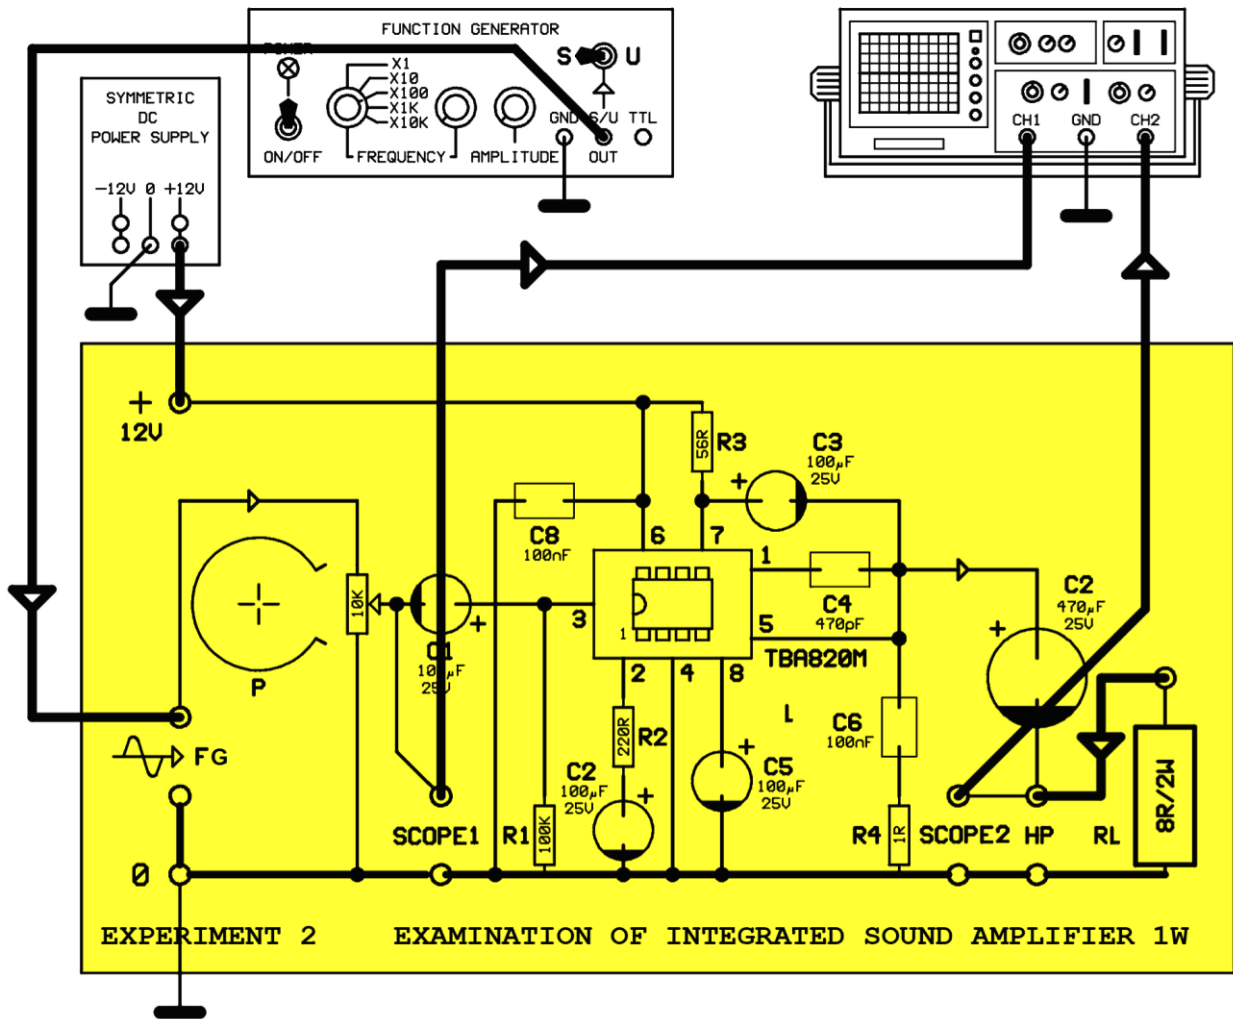 FUNCTION GENERATOR
POWER
S U
X1
X10
X100
X1K
X10K
GND S/U TTL
ON/OFF
FREQUENCY
AMPLITUDE
OUT
SYMMETRIC
DC
POWER SUPPLY
-12V 0 +12V
CH1 GND CH2
+
12V
56R
R3
C3
100µF
25V
+
C8
100nF
6 7
1
10K
C1
10µF
25V
+
3
1
5
C4
470pF
TBA820M
C2
470µF
25V
+
P
2 4 8
220R
R2
L
C6
100nF
FG
C2
100µF
25V
+
C5
100µF
25V
+
8R/2W
SCOPE1
R1
100K
R4
1R
SCOPE2 HP RL
0
EXPERIMENT 2 EXAMINATION OF INTEGRATED SOUND AMPLIFIER 1W